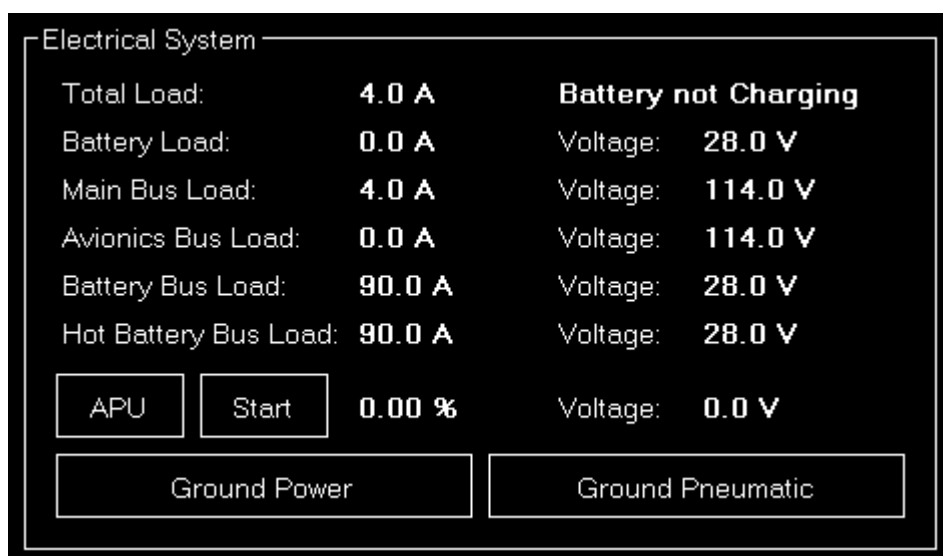 Electrical System
Total Load: 4.0 A Battery not Charging
Battery Load: 0.0 A Voltage: 28.0 V
Main Bus Load: 4.0 A Voltage: 114.0 V
Avionics Bus Load: 0.0 A Voltage: 114.0 V
Battery Bus Load: 90.0 A Voltage: 28.0 V
Hot Battery Bus Load: 90.0 A Voltage: 28.0 V
APU Start 0.00 % Voltage: 0.0 V
Ground Power Ground Pneumatic